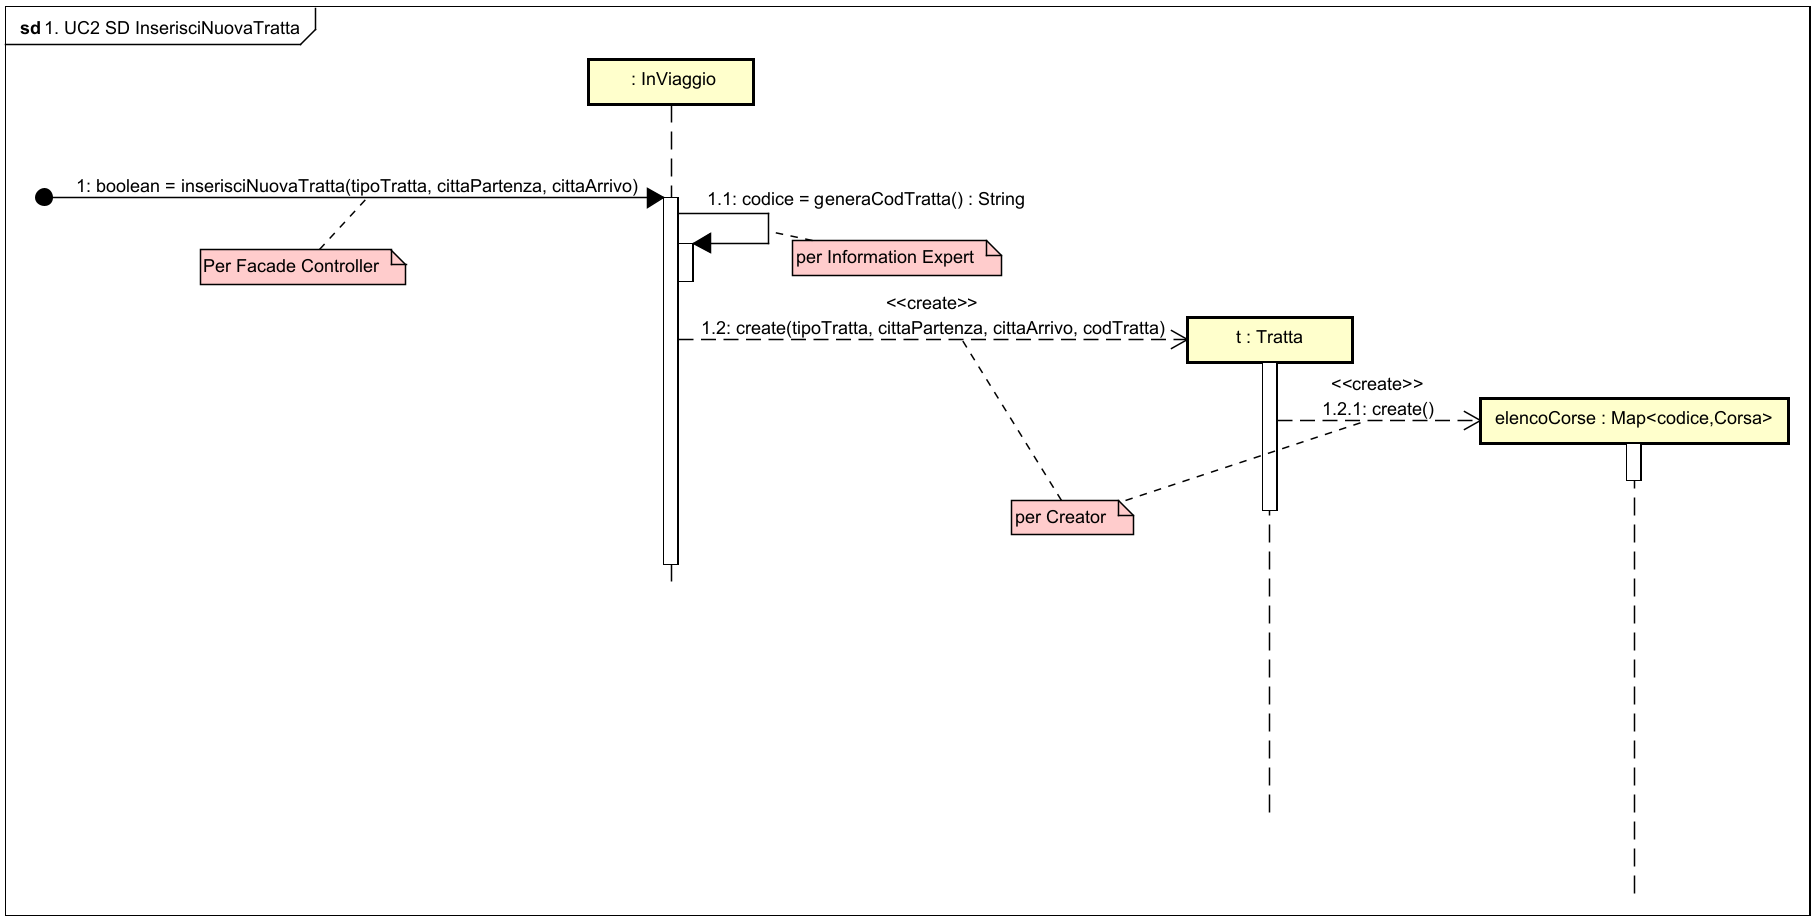 sd 1. UC2 SD InserisciNuovaTratta
: InViaggio
1: boolean = inserisciNuovaTratta(tipoTratta, cittaPartenza, cittaArrivo)
1.1: codice = generaCodTratta() : String
Per Facade Controller
per Information Expert
<<create>>
1.2: create(tipoTratta, cittaPartenza, cittaArrivo, codTratta)
t : Tratta
<<create>>
1.2.1: create()
elencoCorse : Map<codice,Corsa>
per Creator